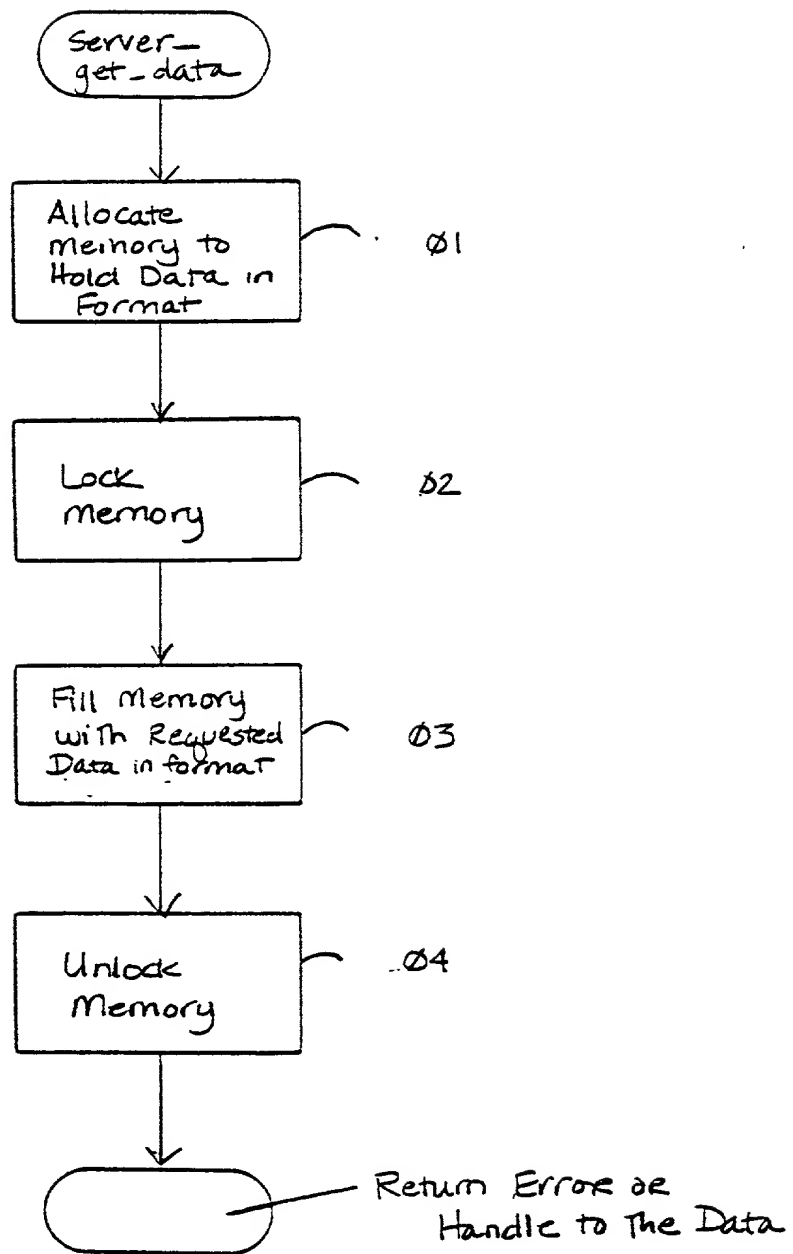 Server_
get_data
Allocate
Memory to
Hold Data in
Format
Ø1
Lock
Memory
Ø2
Fill Memory
with Requested
Data in format
Ø3
Unlock
Memory
Ø4
Return Error or
Handle to The Data